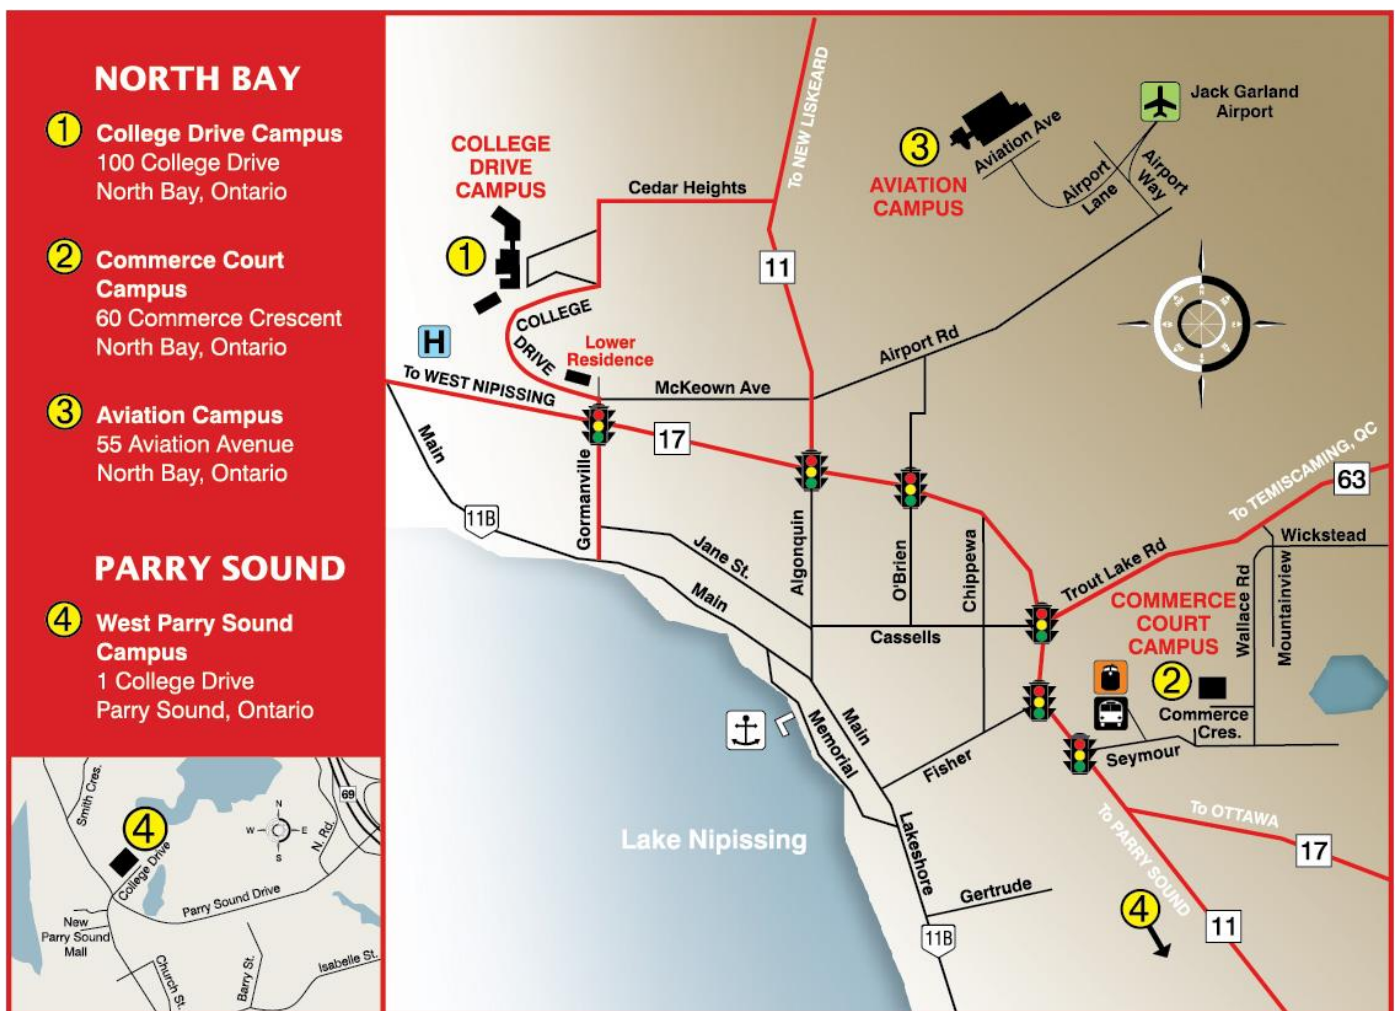 NORTH BAY
1
College Drive Campus
100 College Drive
North Bay, Ontario
2
Commerce Court
Campus
60 Commerce Crescent
North Bay, Ontario
3
Aviation Campus
55 Aviation Avenue
North Bay, Ontario
PARRY SOUND
4
West Parry Sound
Campus
1 College Drive
Parry Sound, Ontario
Smith Cres.
4
College Drive
N
W
E
S
69
N. Rd.
Parry Sound Drive
New
Parry Sound
Mall
Church St.
Barry St.
Isabelle St.
COLLEGE
DRIVE
CAMPUS
1
Cedar Heights
To NEW LISKEARD
11
3
AVIATION
CAMPUS
Aviation Ave
Airport
Lane
Airport
Way
Jack Garland
Airport
H
COLLEGE
DRIVE
Lower
Residence
To WEST NIPISSING
McKeown Ave
Airport Rd
17
Main
11B
Gormanville
Jane St.
Main
Algonquin
O'Brien
Chippewa
Cassells
Trout Lake Rd
To TEMISCAMING, QC
63
Wickstead
Wallace Rd
Mountainview
COMMERCE
COURT
CAMPUS
2
Commerce
Cres.
Seymour
Fisher
Main
Memorial
Lake Nipissing
Lakeshore
Gertrude
11B
To PARRY SOUND
To OTTAWA
17
4
11